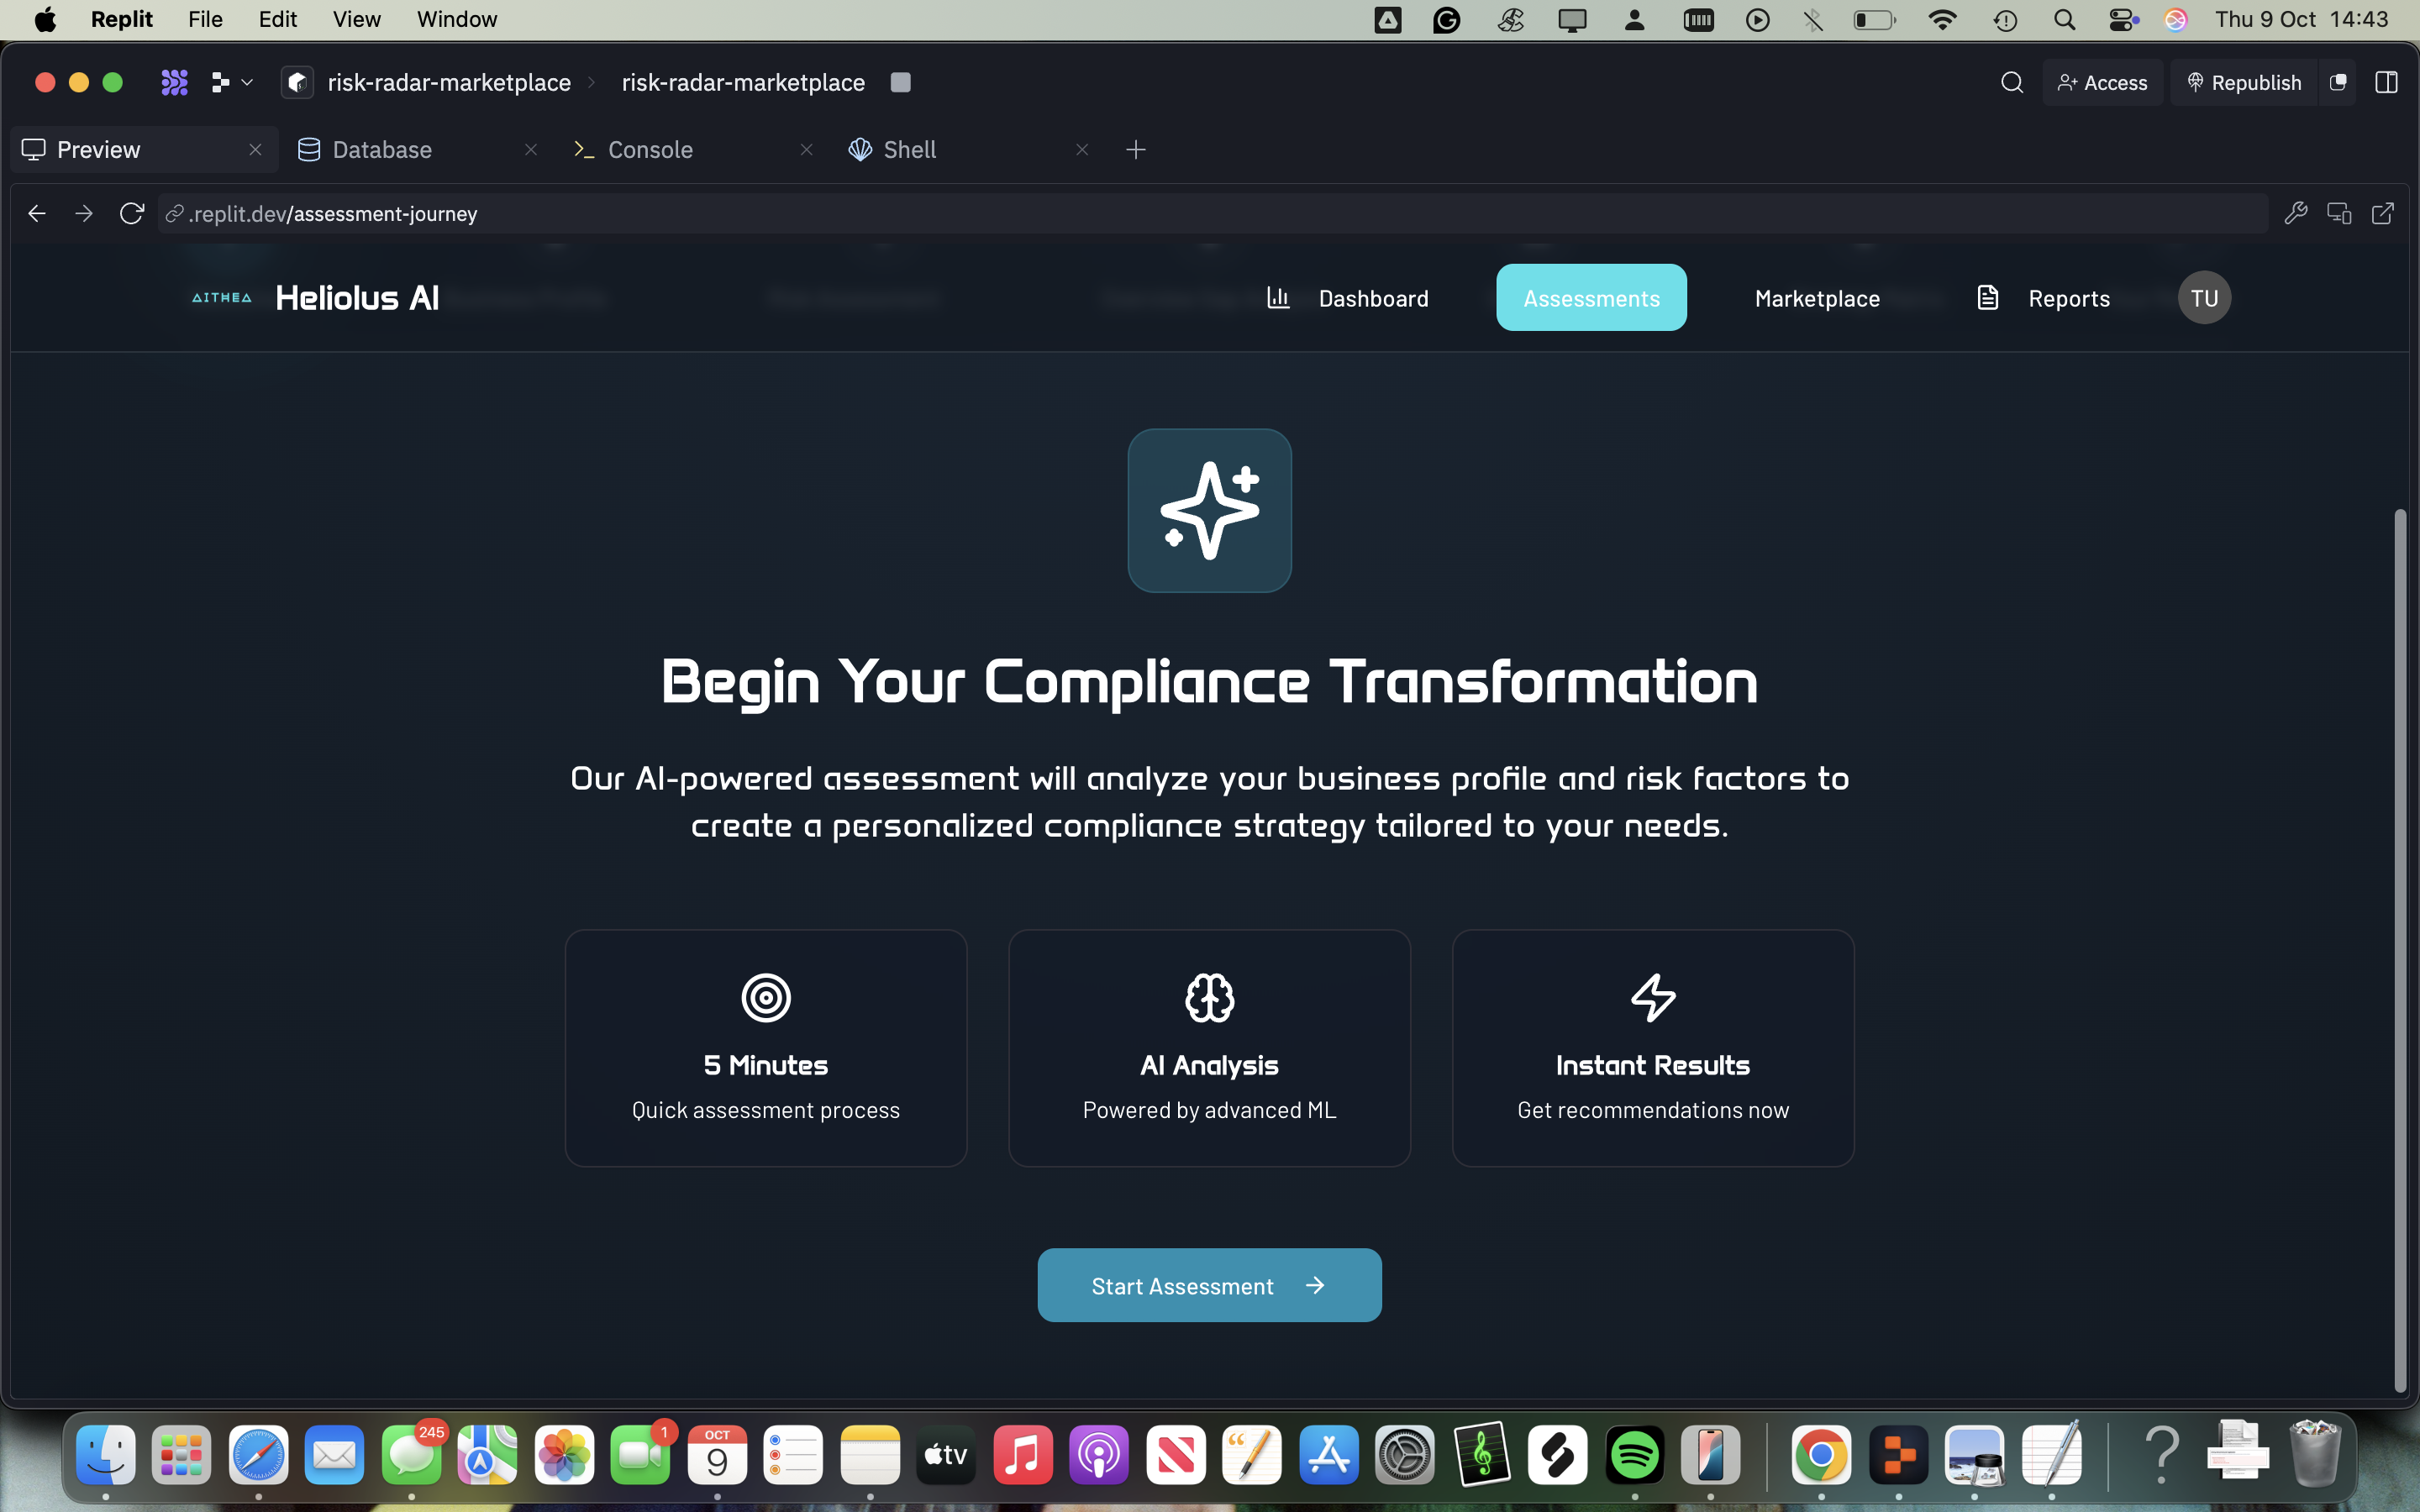 Replit File Edit View Window Thu 9 Oct 14:43
risk-radar-marketplace risk-radar-marketplace Access Republish
Preview Database Console Shell
.replit.dev/assessment-journey
AITHEA Heliolus AI Dashboard Assessments Marketplace Reports TU
Begin Your Compliance Transformation
Our AI-powered assessment will analyze your business profile and risk factors to
create a personalized compliance strategy tailored to your needs.
5 Minutes
Quick assessment process
AI Analysis
Powered by advanced ML
Instant Results
Get recommendations now
Start Assessment
245 1 OCT 9 tv